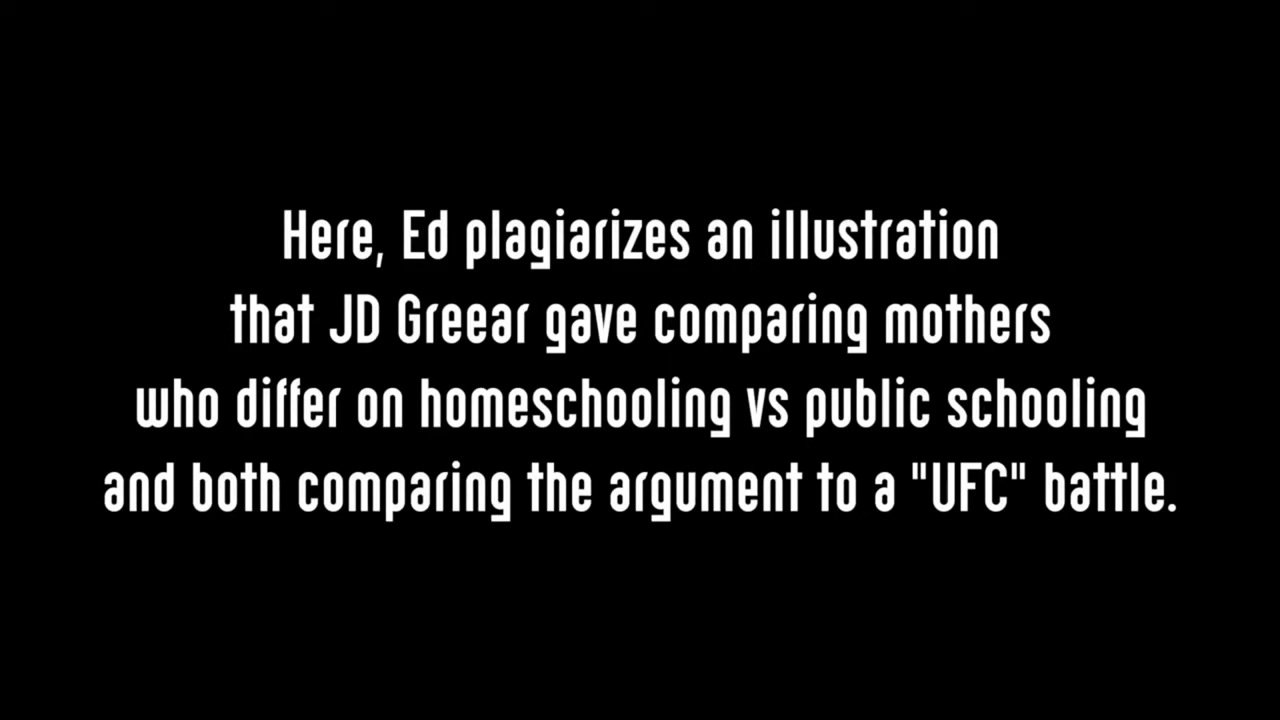 Here, Ed plagiarizes an illustration
that JD Greear gave comparing mothers
who differ on homeschooling vs public schooling
and both comparing the argument to a "UFC" battle.